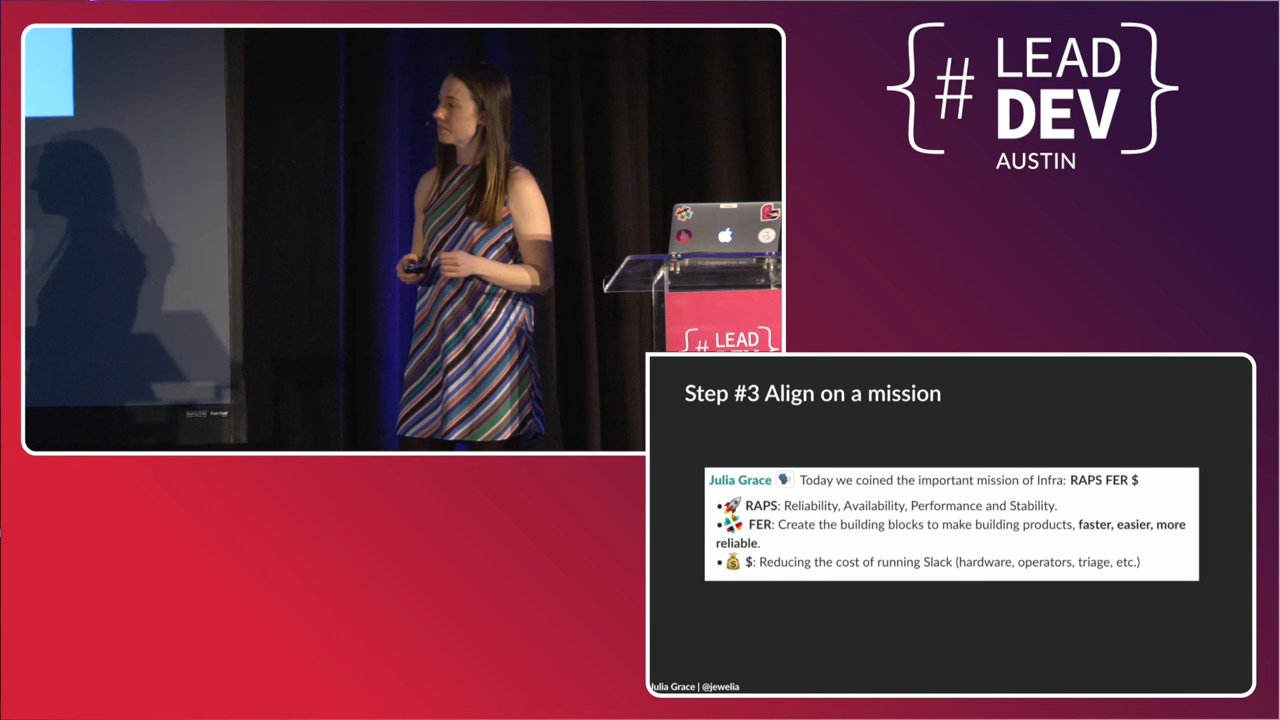 # LEAD
DEV
AUSTIN
# LEAD
Step #3 Align on a mission
Julia Grace Today we coined the important mission of Infra: RAPS FER $
• RAPS: Reliability, Availability, Performance and Stability.
• FER: Create the building blocks to make building products, faster, easier, more
reliable.
• $: Reducing the cost of running Slack (hardware, operators, triage, etc.)
Julia Grace | @jewelia